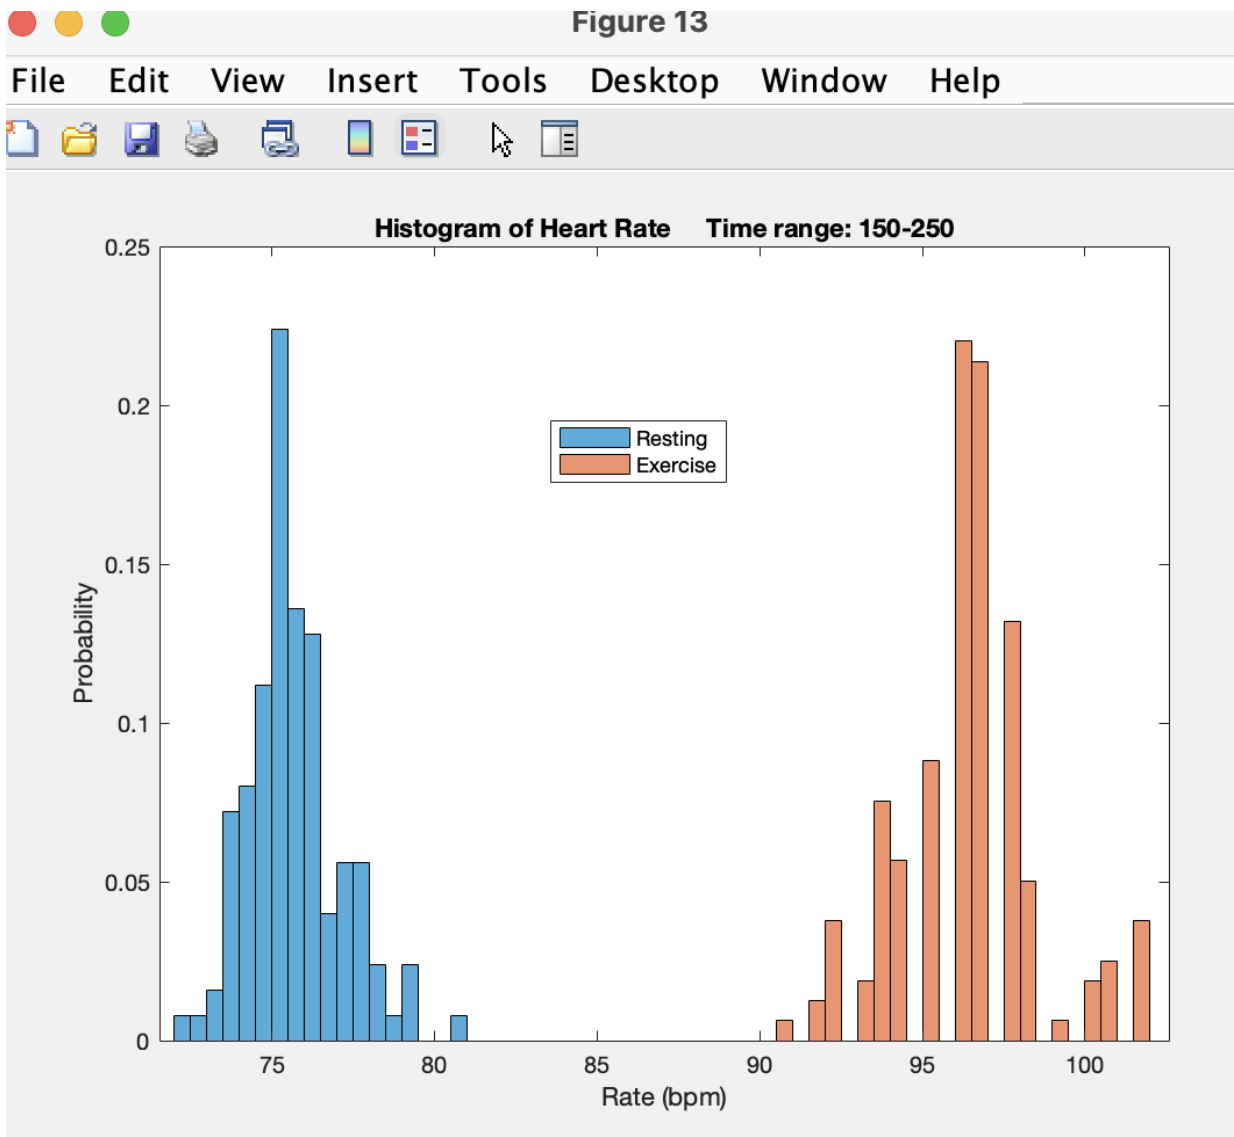 Figure 13
File Edit View Insert Tools Desktop Window Help
Histogram of Heart Rate Time range: 150-250
0.25
0.2
0.15
0.1
0.05
0
Probability
Resting
Exercise
75 80 85 90 95 100
Rate (bpm)